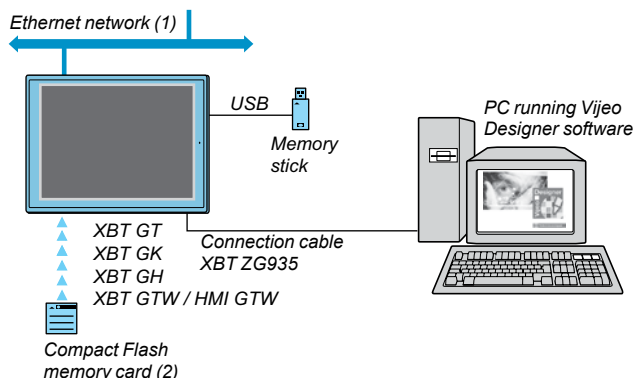 Ethernet network (1)
USB
Memory
stick
PC running Vijeo
Designer software
XBT GT
XBT GK
XBT GH
XBT GTW / HMI GTW
Connection cable
XBT ZG935
Compact Flash
memory card (2)